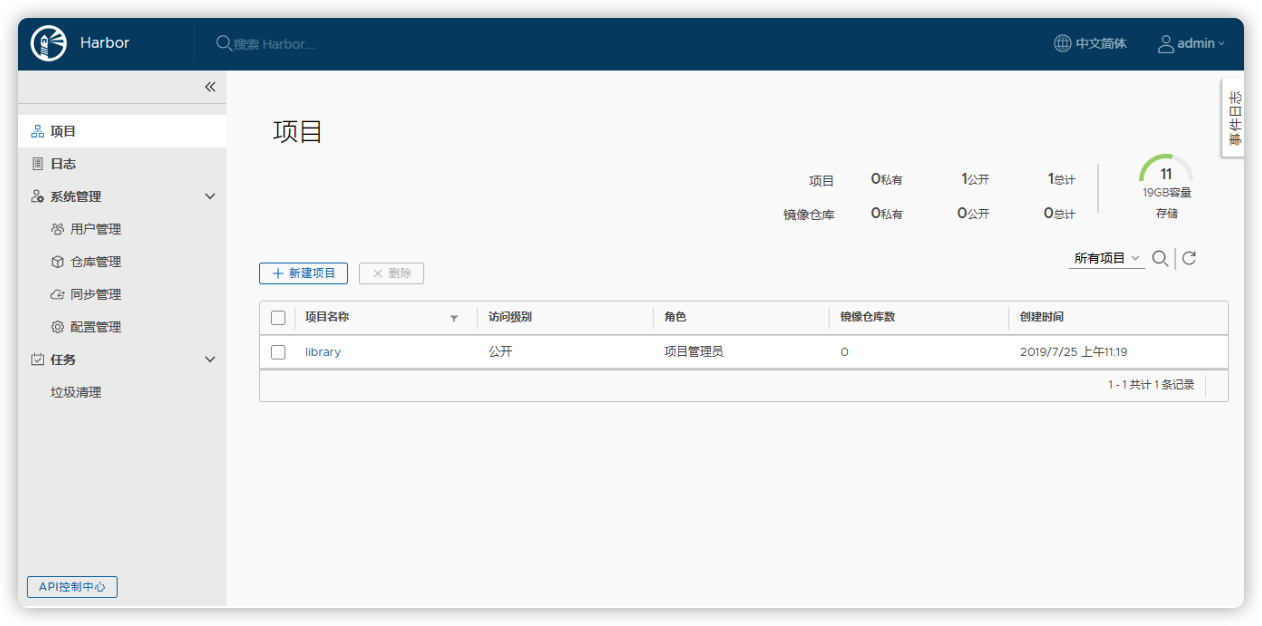 Harbor
搜索 Harbor...
中文简体
admin
事件日志
项目
日志
系统管理
用户管理
仓库管理
同步管理
配置管理
任务
垃圾清理
API控制中心
项目
项目 0私有 1公开 1总计
镜像仓库 0私有 0公开 0总计
11
19GB容量
存储
所有项目
新建项目 删除
项目名称 访问级别 角色 镜像仓库数 创建时间
library 公开 项目管理员 0 2019/7/25 上午11:19
1 - 1 共计 1 条记录